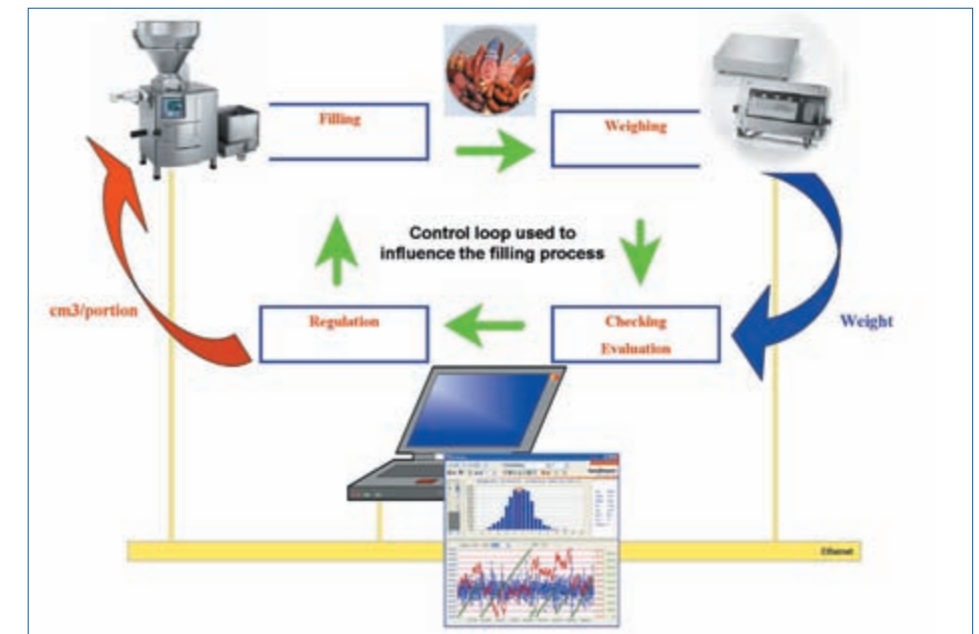 Filling
Weighing
Control loop used to
influence the filling process
cm3/portion
Regulation
Checking
Evaluation
Weight
Ethernet